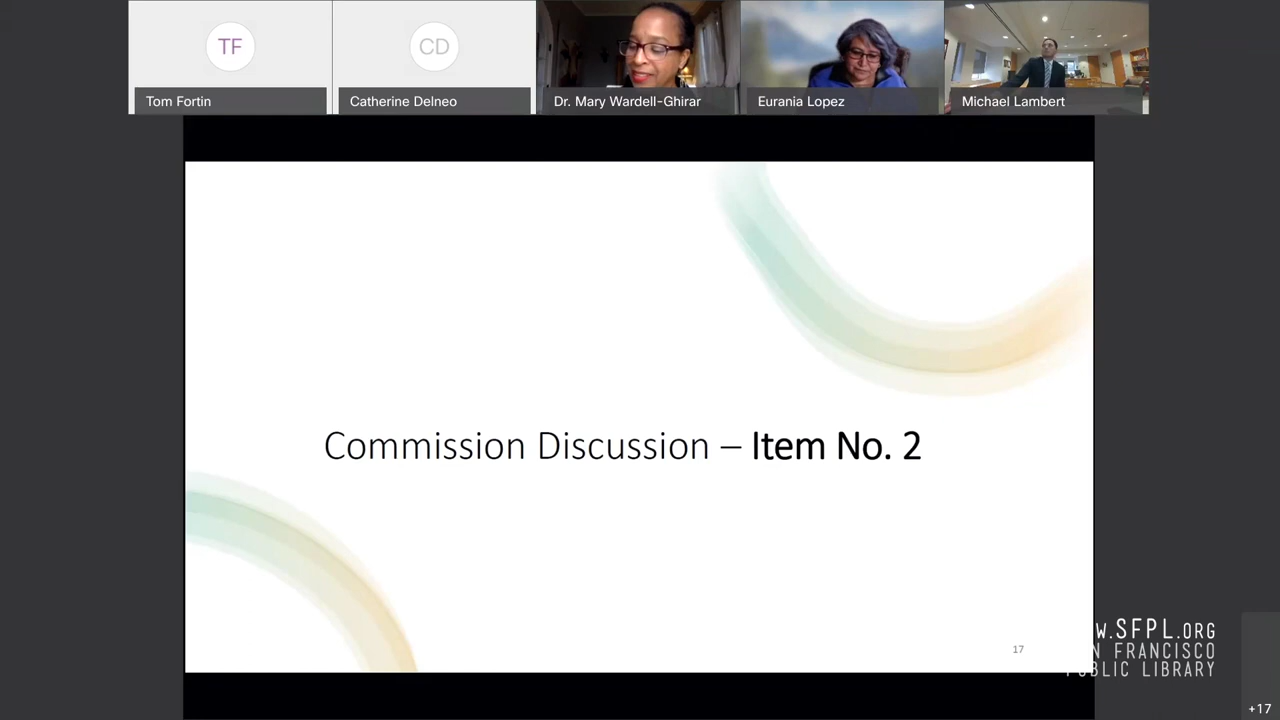 TF
CD
Tom Fortin
Catherine Delneo
Dr. Mary Wardell-Ghirar
Eurania Lopez
Michael Lambert
Commission Discussion – Item No. 2
17
W.SFPL.ORG
N FRANCISCO
PUBLIC LIBRARY
+17